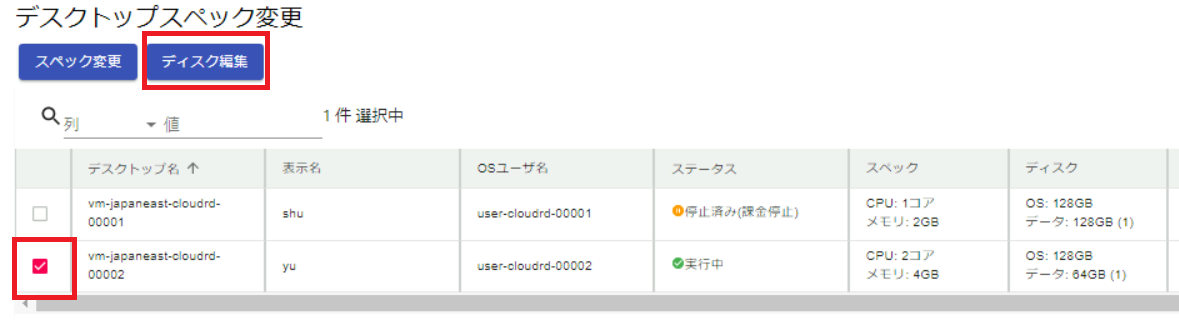 デスクトップスペック変更
スペック変更 ディスク編集
列 値 1 件 選択中
デスクトップ名 ↑ 表示名 OSユーザ名 ステータス スペック ディスク
vm-japaneast-cloudrd-
00001
shu
user-cloudrd-00001
停止済み(課金停止)
CPU: 1コア
メモリ: 2GB
OS: 128GB
データ: 128GB (1)
vm-japaneast-cloudrd-
00002
yu
user-cloudrd-00002
実行中
CPU: 2コア
メモリ: 4GB
OS: 128GB
データ: 64GB (1)